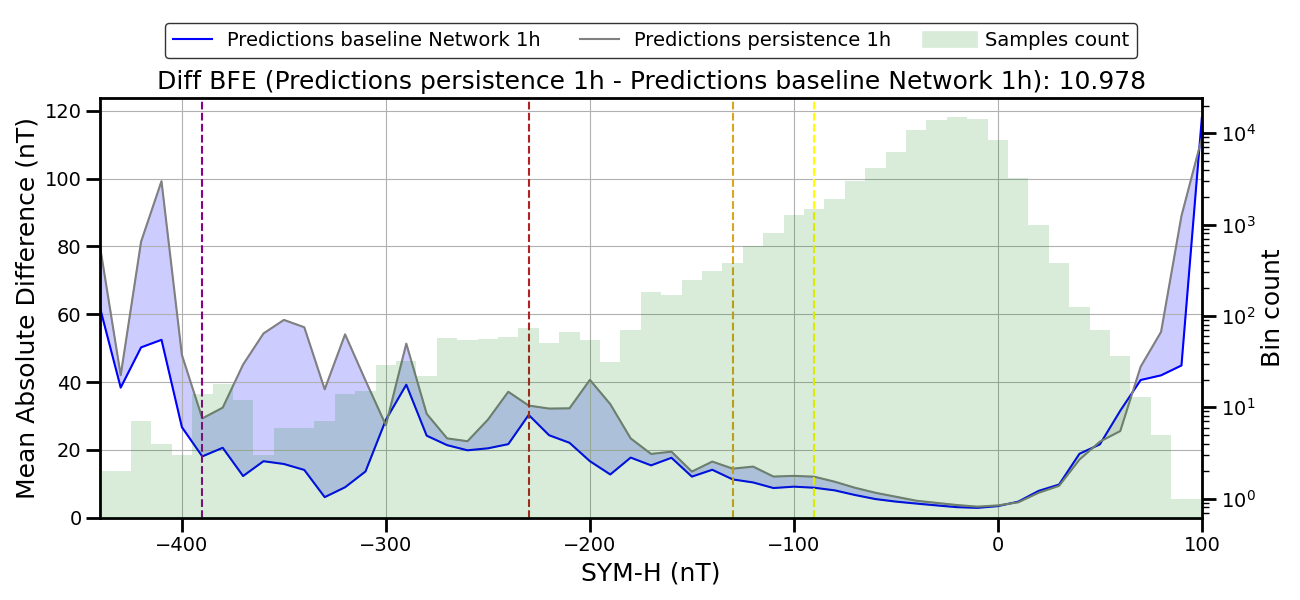 Predictions baseline Network 1h Predictions persistence 1h Samples count
Diff BFE (Predictions persistence 1h - Predictions baseline Network 1h): 10.978
Mean Absolute Difference (nT)
120
100
80
60
40
20
0
10⁴
10³
10²
10¹
10⁰
Bin count
−400 −300 −200 −100 0 100
SYM-H (nT)